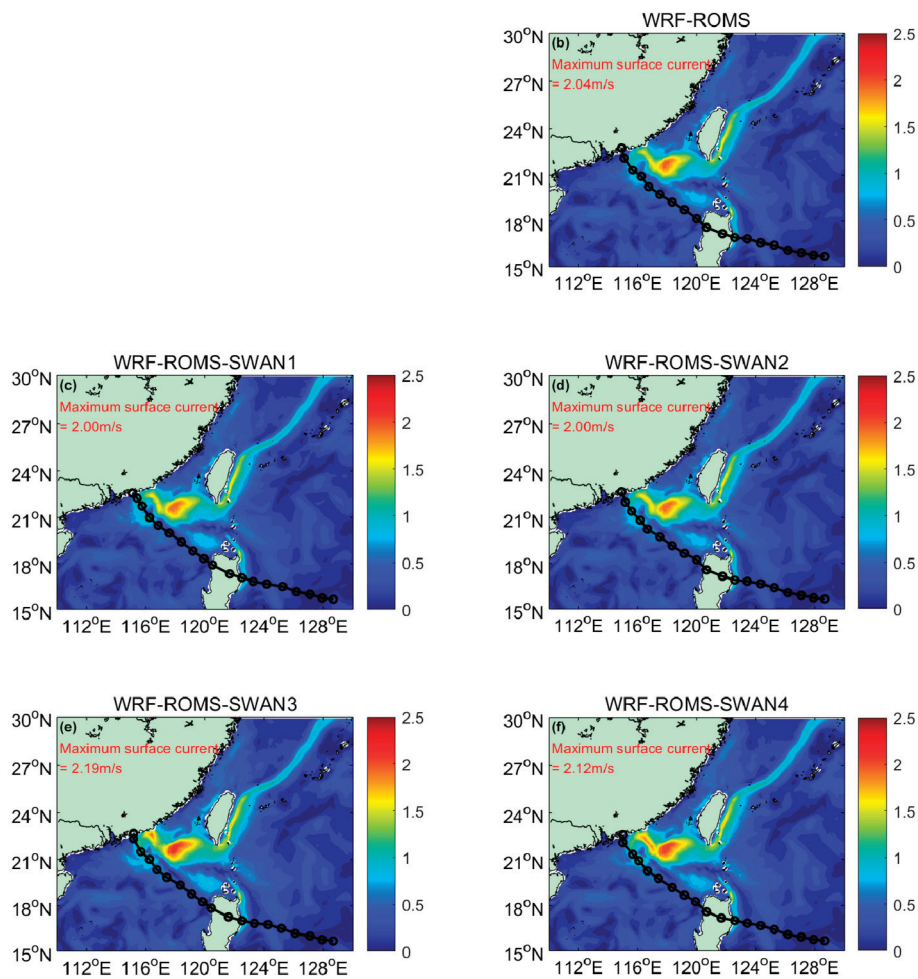 WRF-ROMS
(b)
Maximum surface current
= 2.04m/s
30°N
27°N
24°N
21°N
18°N
15°N
112°E 116°E 120°E 124°E 128°E
2.5
2
1.5
1
0.5
0
WRF-ROMS-SWAN1
(c)
Maximum surface current
= 2.00m/s
30°N
27°N
24°N
21°N
18°N
15°N
112°E 116°E 120°E 124°E 128°E
2.5
2
1.5
1
0.5
0
WRF-ROMS-SWAN2
(d)
Maximum surface current
= 2.00m/s
30°N
27°N
24°N
21°N
18°N
15°N
112°E 116°E 120°E 124°E 128°E
2.5
2
1.5
1
0.5
0
WRF-ROMS-SWAN3
(e)
Maximum surface current
= 2.19m/s
30°N
27°N
24°N
21°N
18°N
15°N
112°E 116°E 120°E 124°E 128°E
2.5
2
1.5
1
0.5
0
WRF-ROMS-SWAN4
(f)
Maximum surface current
= 2.12m/s
30°N
27°N
24°N
21°N
18°N
15°N
112°E 116°E 120°E 124°E 128°E
2.5
2
1.5
1
0.5
0